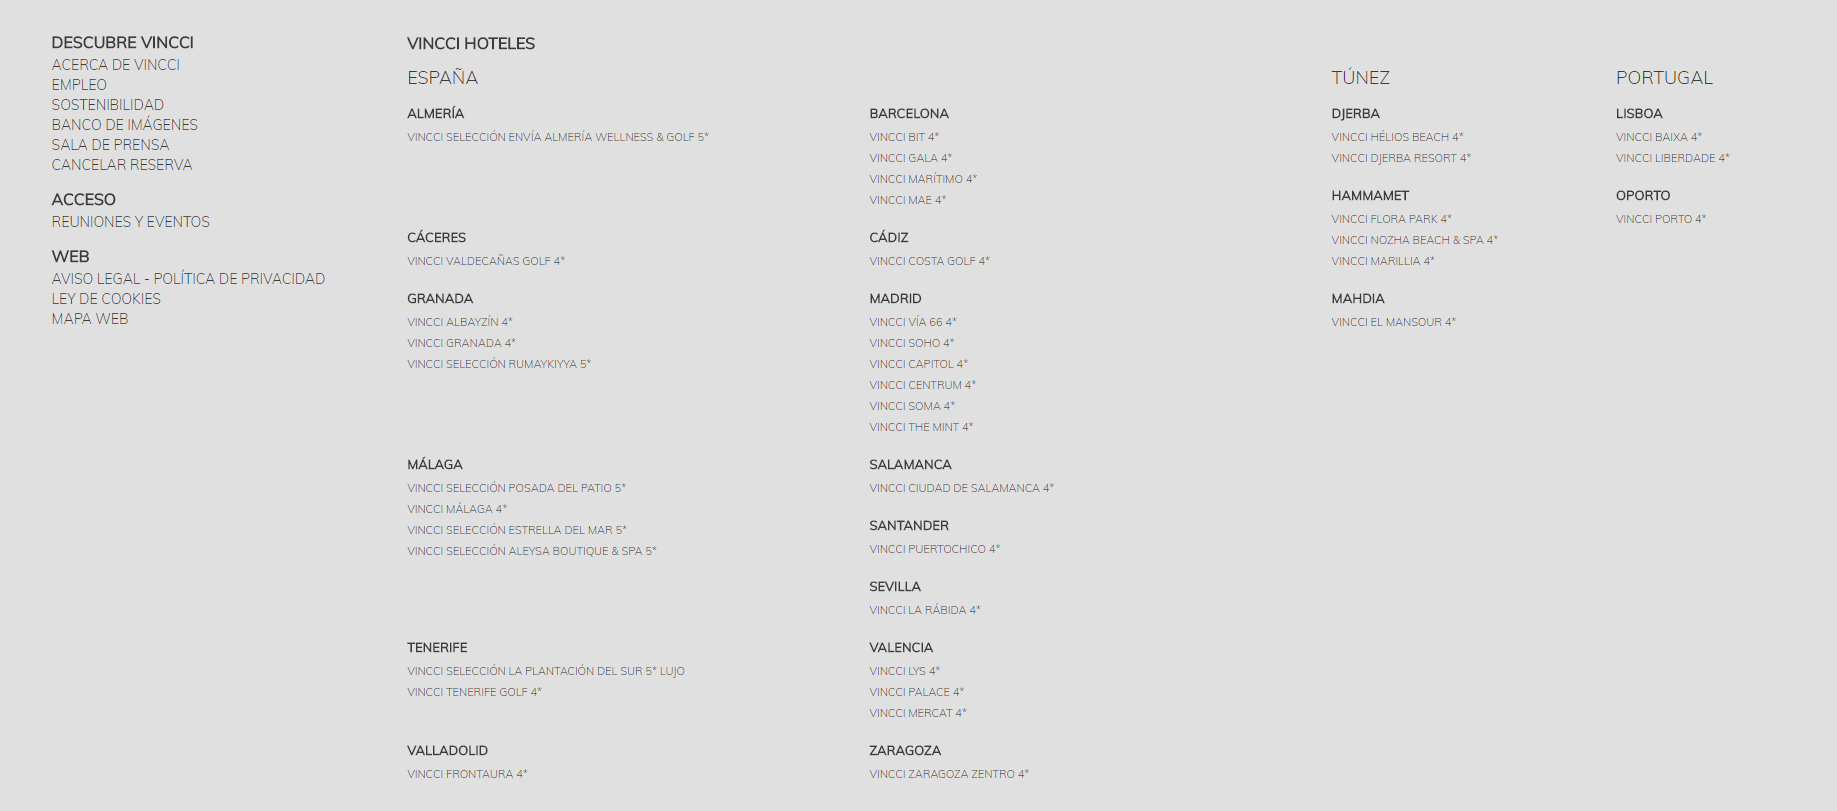 DESCUBRE VINCCI
ACERCA DE VINCCI
EMPLEO
SOSTENIBILIDAD
BANCO DE IMÁGENES
SALA DE PRENSA
CANCELAR RESERVA
ACCESO
REUNIONES Y EVENTOS
WEB
AVISO LEGAL - POLÍTICA DE PRIVACIDAD
LEY DE COOKIES
MAPA WEB
VINCCI HOTELES
ESPAÑA
ALMERÍA
VINCCI SELECCIÓN ENVÍA ALMERÍA WELLNESS & GOLF 5*
BARCELONA
VINCCI BIT 4*
VINCCI GALA 4*
VINCCI MARÍTIMO 4*
VINCCI MAE 4*
CÁCERES
VINCCI VALDECAÑAS GOLF 4*
CÁDIZ
VINCCI COSTA GOLF 4*
GRANADA
VINCCI ALBAYZÍN 4*
VINCCI GRANADA 4*
VINCCI SELECCIÓN RUMAYKIYYA 5*
MADRID
VINCCI VÍA 66 4*
VINCCI SOHO 4*
VINCCI CAPITOL 4*
VINCCI CENTRUM 4*
VINCCI SOMA 4*
VINCCI THE MINT 4*
MÁLAGA
VINCCI SELECCIÓN POSADA DEL PATIO 5*
VINCCI MÁLAGA 4*
VINCCI SELECCIÓN ESTRELLA DEL MAR 5*
VINCCI SELECCIÓN ALEYSA BOUTIQUE & SPA 5*
SALAMANCA
VINCCI CIUDAD DE SALAMANCA 4*
SANTANDER
VINCCI PUERTOCHICO 4*
SEVILLA
VINCCI LA RÁBIDA 4*
TENERIFE
VINCCI SELECCIÓN LA PLANTACIÓN DEL SUR 5* LUJO
VINCCI TENERIFE GOLF 4*
VALENCIA
VINCCI LYS 4*
VINCCI PALACE 4*
VINCCI MERCAT 4*
VALLADOLID
VINCCI FRONTAURA 4*
ZARAGOZA
VINCCI ZARAGOZA ZENTRO 4*
TÚNEZ
DJERBA
VINCCI HÉLIOS BEACH 4*
VINCCI DJERBA RESORT 4*
HAMMAMET
VINCCI FLORA PARK 4*
VINCCI NOZHA BEACH & SPA 4*
VINCCI MARILLIA 4*
MAHDIA
VINCCI EL MANSOUR 4*
PORTUGAL
LISBOA
VINCCI BAIXA 4*
VINCCI LIBERDADE 4*
OPORTO
VINCCI PORTO 4*